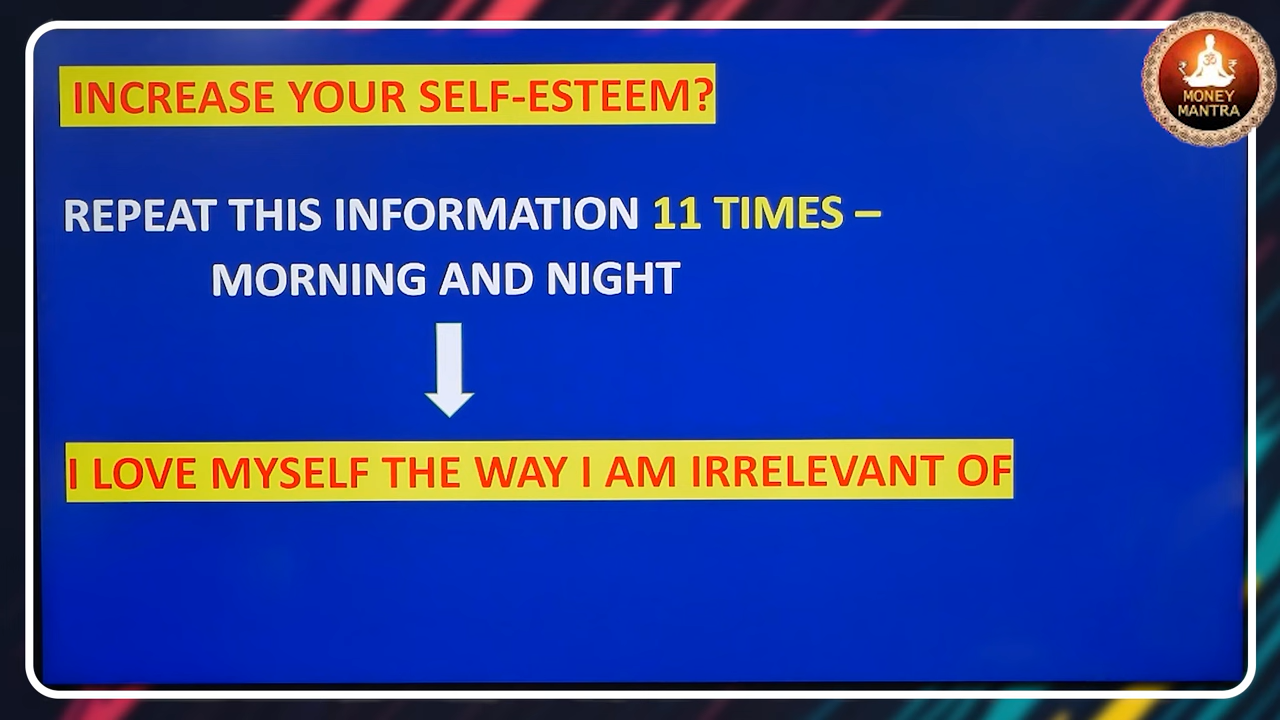 INCREASE YOUR SELF-ESTEEM?
MONEY
MANTRA
REPEAT THIS INFORMATION 11 TIMES –
MORNING AND NIGHT
I LOVE MYSELF THE WAY I AM IRRELEVANT OF